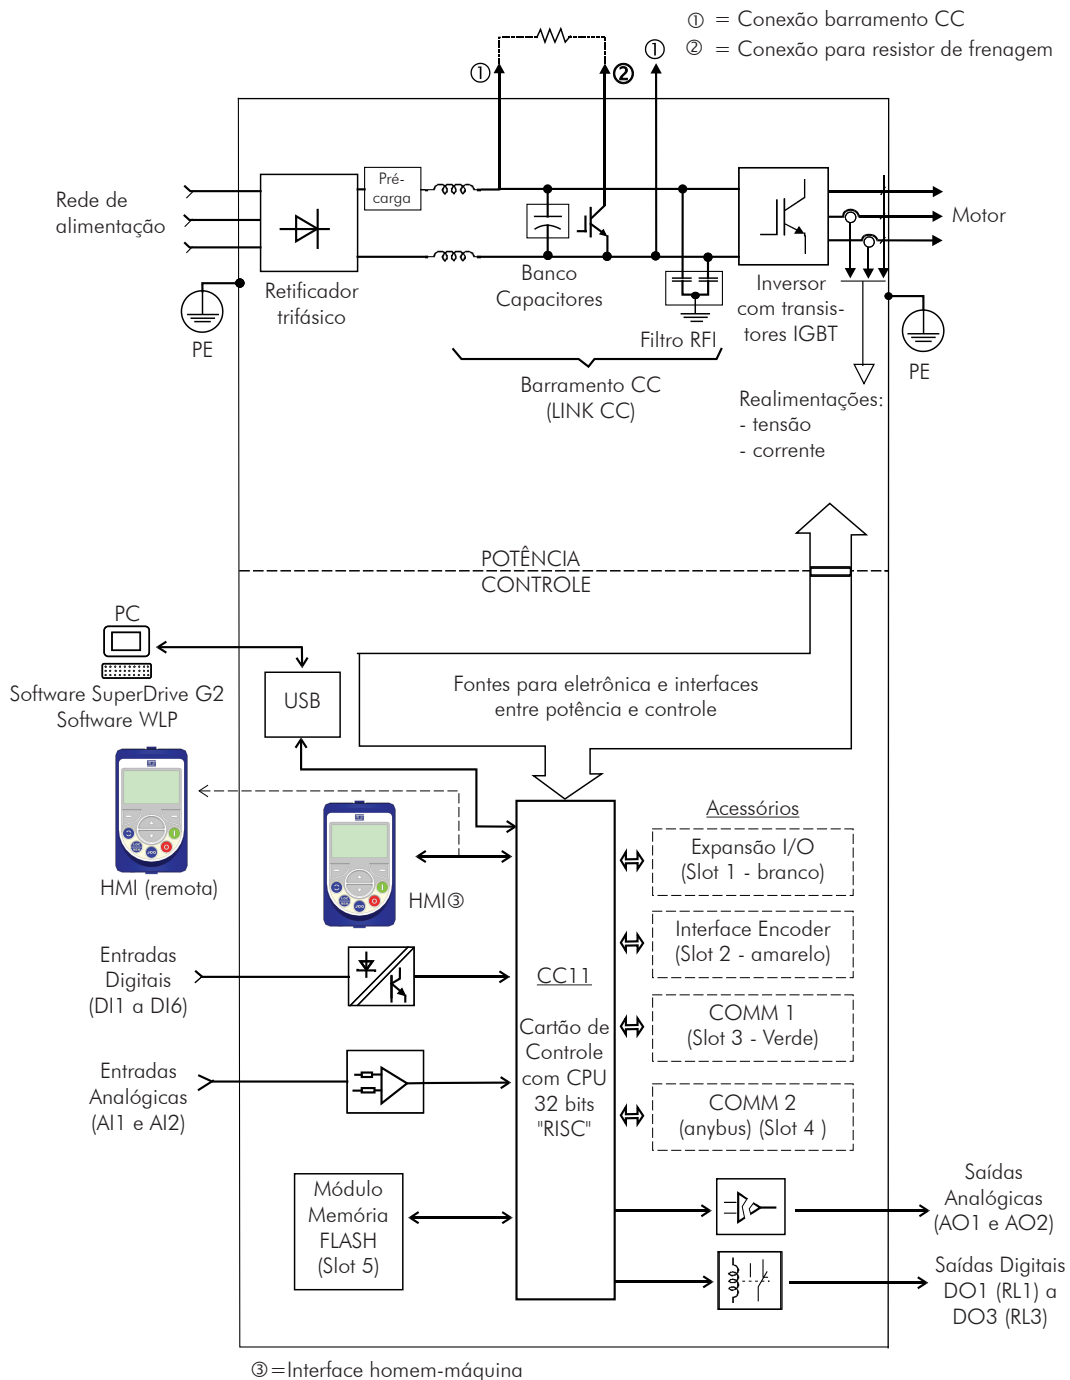 ① = Conexão barramento CC
② = Conexão para resistor de frenagem
①
②
①
Rede de
alimentação
Pré-
carga
Motor
Retificador
trifásico
Banco
Capacitores
Inversor
com transis-
tores IGBT
Filtro RFI
PE
PE
Barramento CC
(LINK CC)
Realimentações:
- tensão
- corrente
POTÊNCIA
CONTROLE
PC
Software SuperDrive G2
Software WLP
USB
Fontes para eletrônica e interfaces
entre potência e controle
HMI (remota)
HMI③
Acessórios
Expansão I/O
(Slot 1 - branco)
Interface Encoder
(Slot 2 - amarelo)
COMM 1
(Slot 3 - Verde)
COMM 2
(anybus) (Slot 4 )
Entradas
Digitais
(DI1 a DI6)
CC11
Cartão de
Controle
com CPU
32 bits
"RISC"
Entradas
Analógicas
(AI1 e AI2)
Módulo
Memória
FLASH
(Slot 5)
Saídas
Analógicas
(AO1 e AO2)
Saídas Digitais
DO1 (RL1) a
DO3 (RL3)
③=Interface homem-máquina